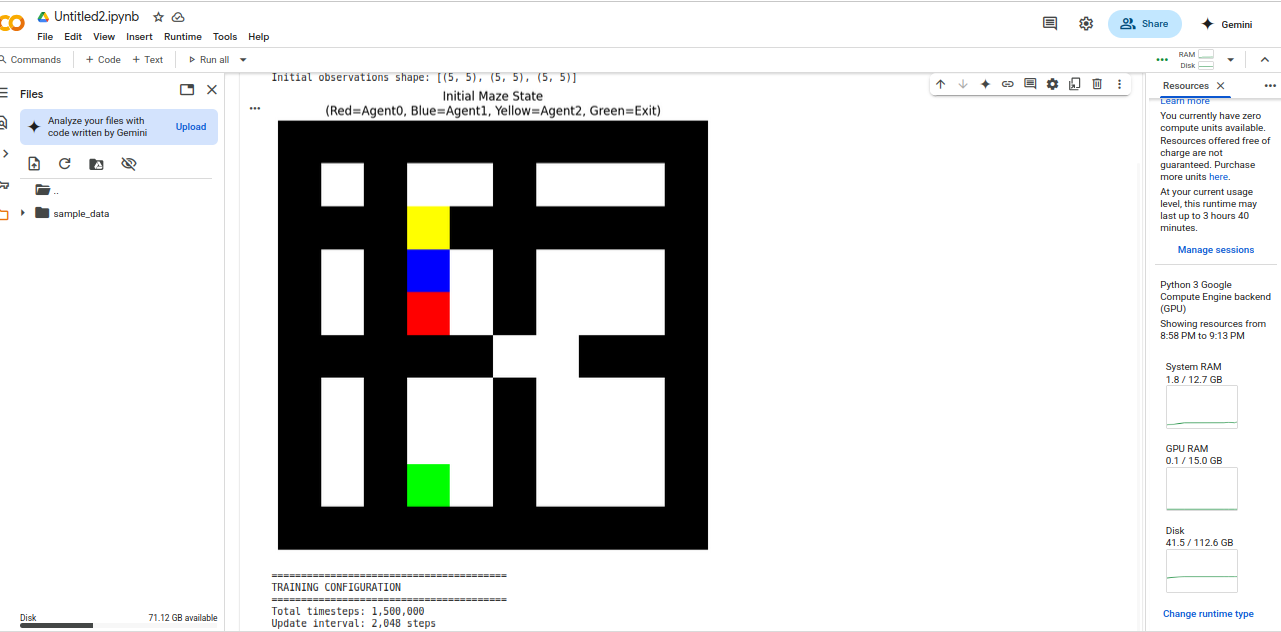 CO
Untitled2.ipynb
File Edit View Insert Runtime Tools Help
Share
Gemini
Commands + Code + Text Run all
RAM
Disk
Files
Analyze your files with
code written by Gemini
Upload
..
sample_data
Disk
71.12 GB available
Initial observations shape: [(5, 5), (5, 5), (5, 5)]
Initial Maze State
(Red=Agent0, Blue=Agent1, Yellow=Agent2, Green=Exit)
========================================
TRAINING CONFIGURATION
========================================
Total timesteps: 1,500,000
Update interval: 2,048 steps
Resources
Learn more
You currently have zero
compute units available.
Resources offered free of
charge are not
guaranteed. Purchase
more units here.
At your current usage
level, this runtime may
last up to 3 hours 40
minutes.
Manage sessions
Python 3 Google
Compute Engine backend
(GPU)
Showing resources from
8:58 PM to 9:13 PM
System RAM
1.8 / 12.7 GB
GPU RAM
0.1 / 15.0 GB
Disk
41.5 / 112.6 GB
Change runtime type